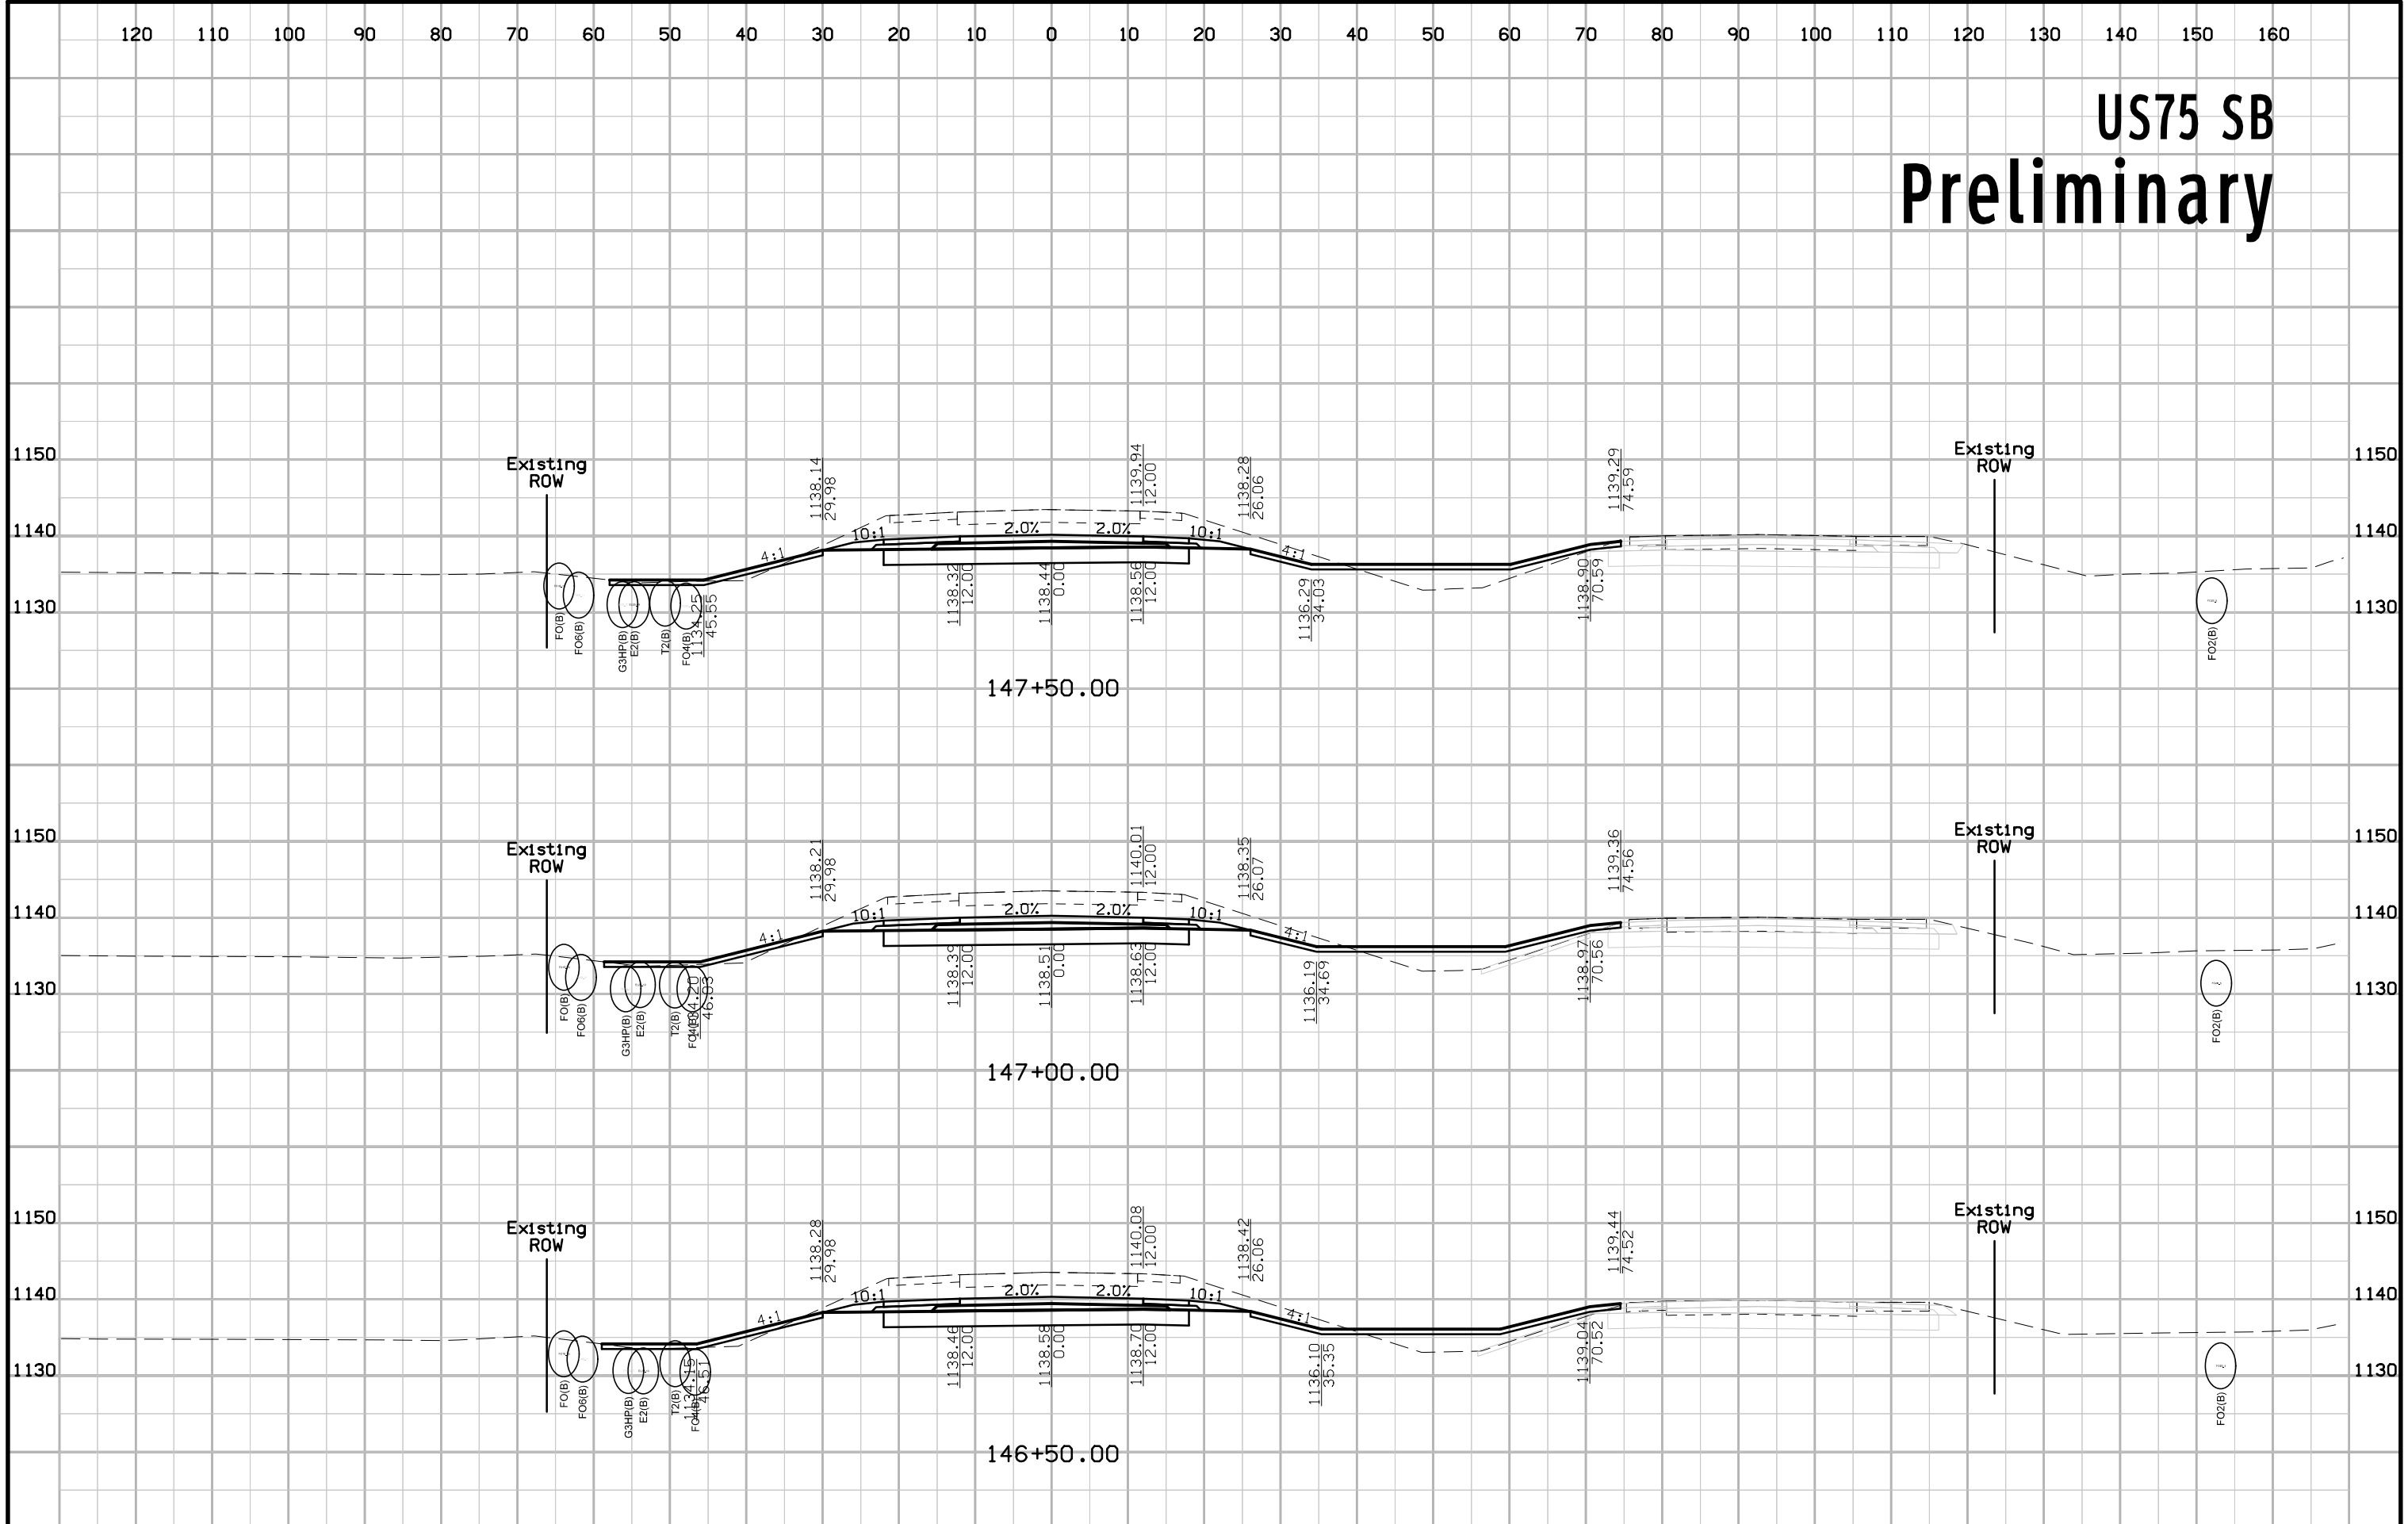 120 110 100 90 80 70 60 50 40 30 20 10 0 10 20 30 40 50 60 70 80 90 100 110 120 130 140 150 160
US75 SB
Preliminary
1150 1150
1140 1140
1130 1130
Existing
ROW
Existing
ROW
1138.14
29.98
1139.94
12.00
1138.28
26.06
1139.29
74.59
4:1
10:1
2.0%
2.0%
10:1
4:1
FO(B)
FO6(B)
G3HP(B)
E2(B)
T2(B)
FO4(B)
1134.25
45.55
1138.32
12.00
1138.44
0.00
1138.56
12.00
1136.29
34.03
1138.90
70.59
FO2(B)
147+50.00
1150 1150
1140 1140
1130 1130
Existing
ROW
Existing
ROW
1138.21
29.98
1140.01
12.00
1138.35
26.07
1139.36
74.56
4:1
10:1
2.0%
2.0%
10:1
4:1
FO(B)
FO6(B)
G3HP(B)
E2(B)
T2(B)
FO4(B)
1134.20
46.03
1138.39
12.00
1138.51
0.00
1138.63
12.00
1136.19
34.69
1138.97
70.56
FO2(B)
147+00.00
1150 1150
1140 1140
1130 1130
Existing
ROW
Existing
ROW
1138.28
29.98
1140.08
12.00
1138.42
26.06
1139.44
74.52
4:1
10:1
2.0%
2.0%
10:1
4:1
FO(B)
FO6(B)
G3HP(B)
E2(B)
T2(B)
FO4(B)
1134.15
46.51
1138.46
12.00
1138.58
0.00
1138.70
12.00
1136.10
35.35
1139.04
70.52
FO2(B)
146+50.00